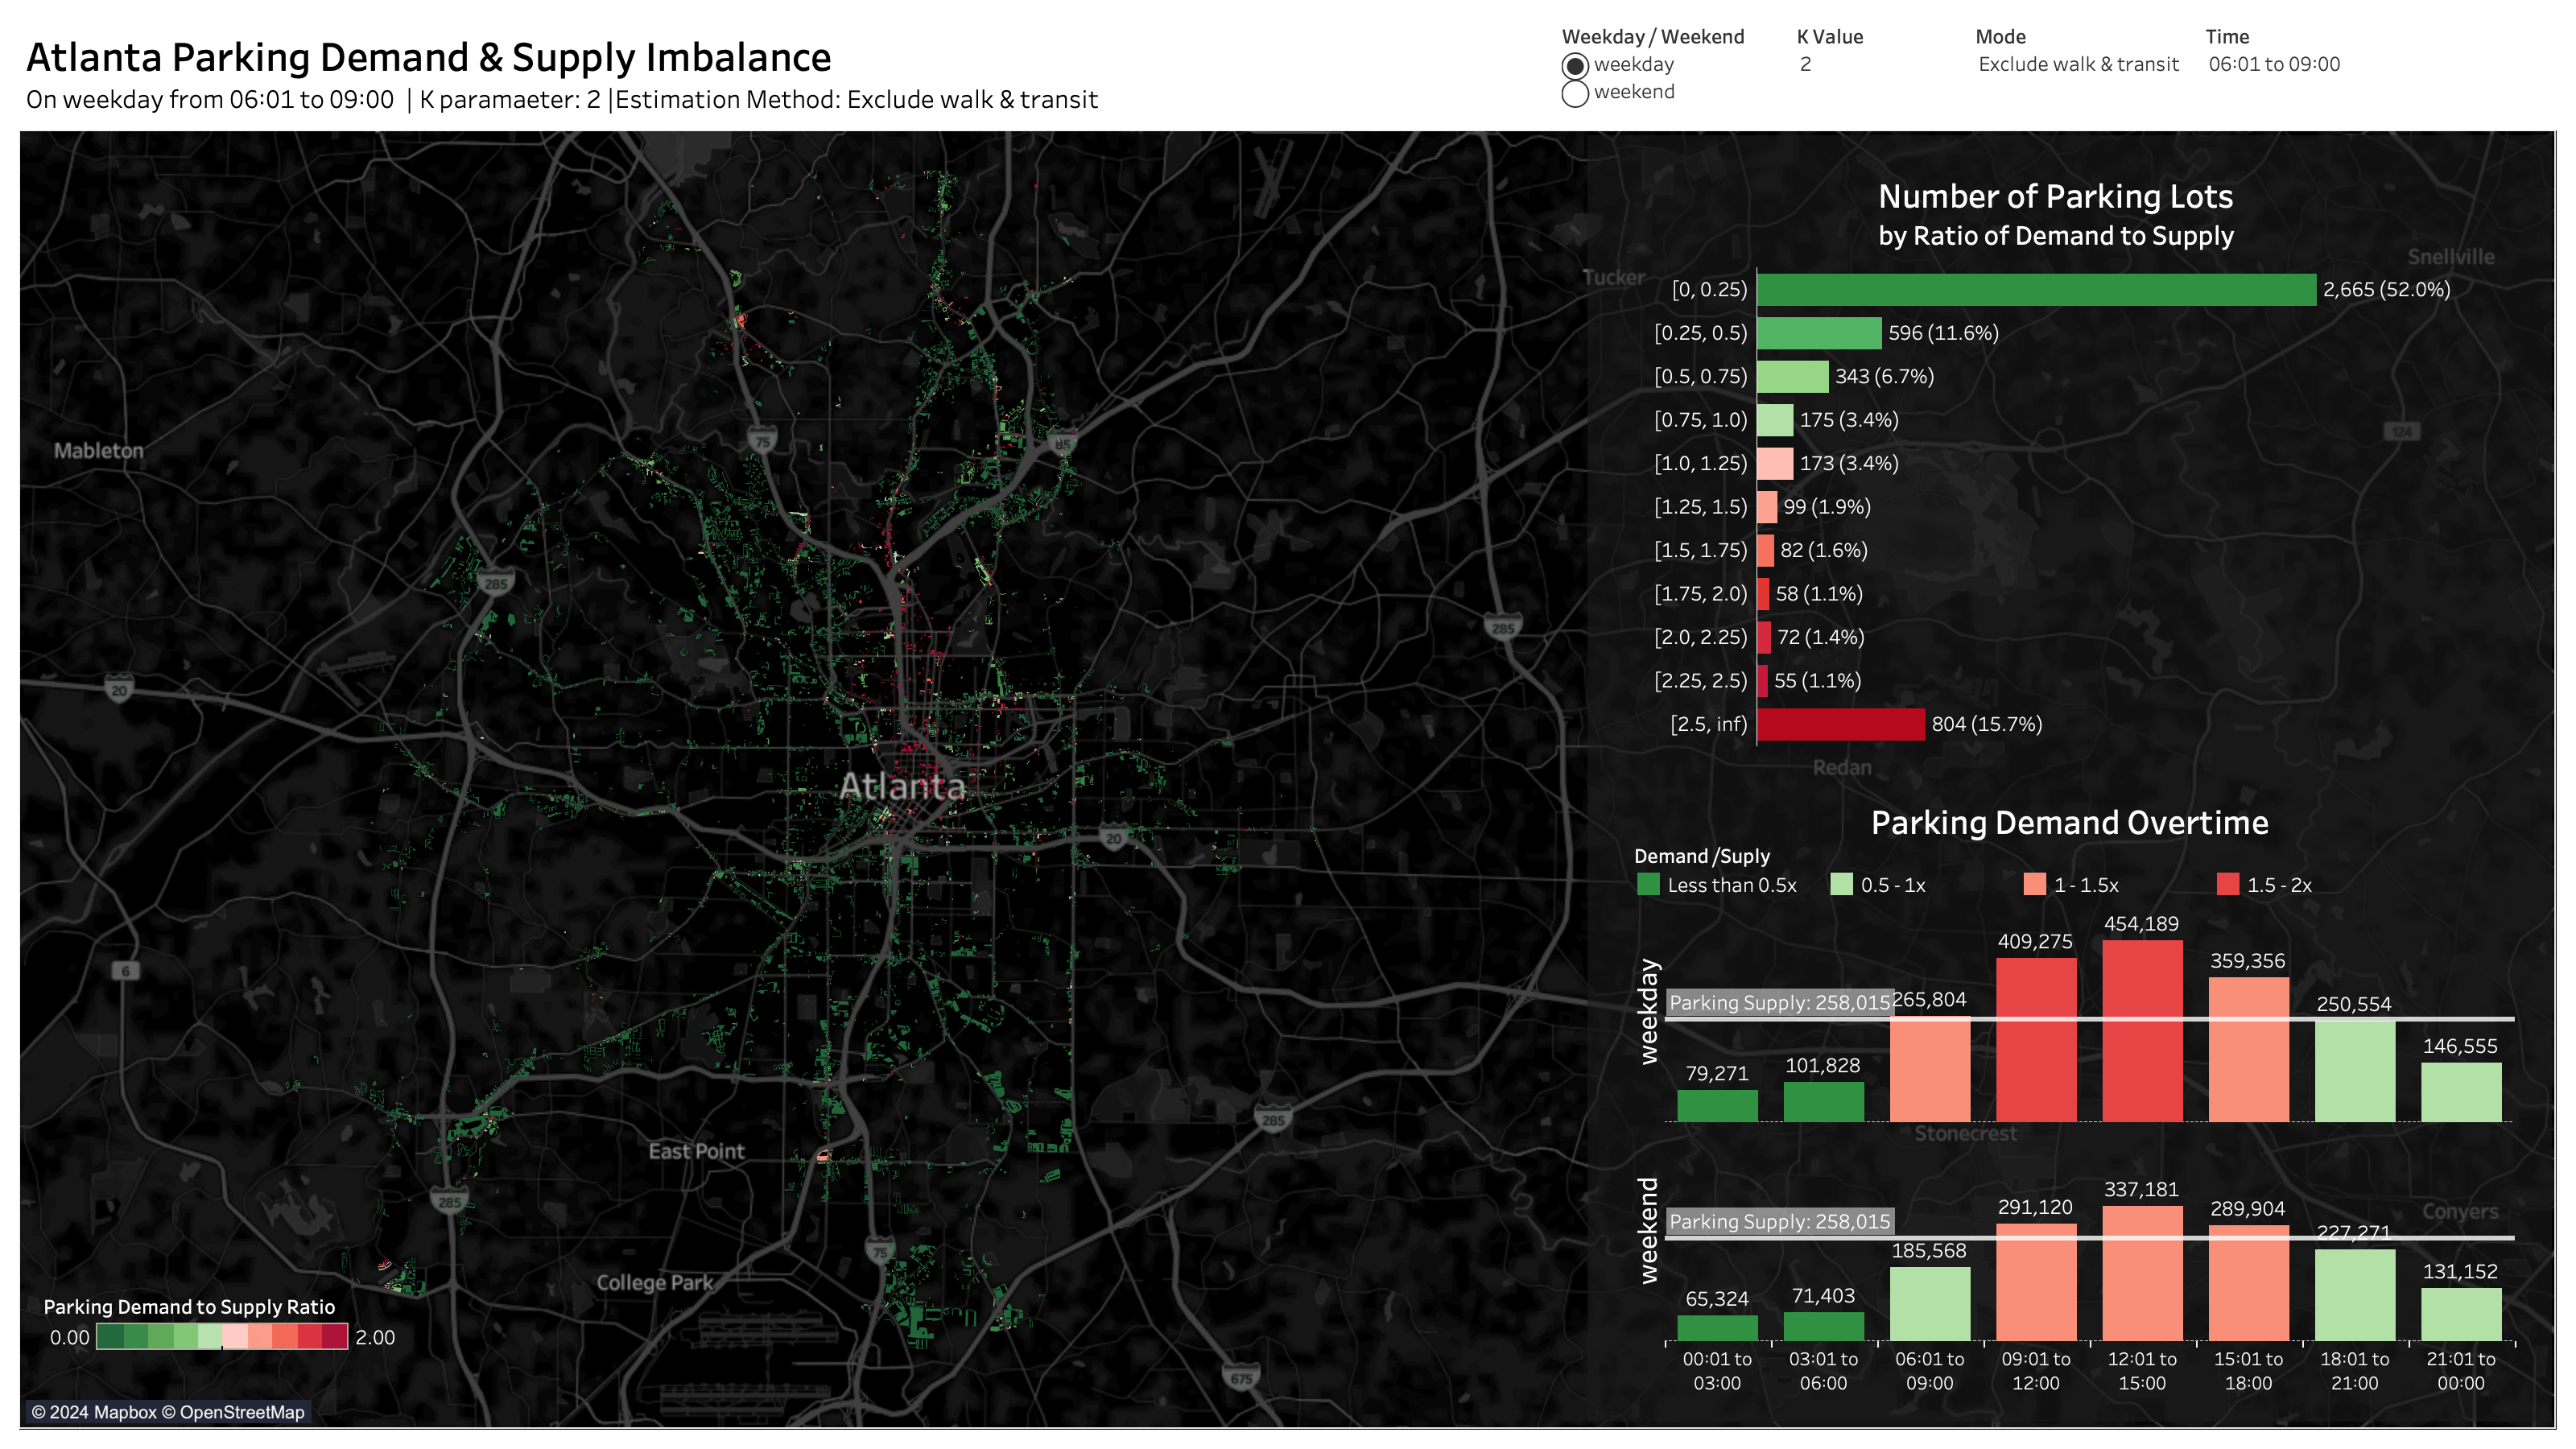 Atlanta Parking Demand & Supply Imbalance
On weekday from 06:01 to 09:00 | K paramaeter: 2 |Estimation Method: Exclude walk & transit
Weekday / Weekend
weekday
weekend
K Value
2
Mode
Exclude walk & transit
Time
06:01 to 09:00
Mableton
75
85
285
20
Atlanta
20
6
East Point
285
285
75
College Park
675
285
Tucker
Snellville
124
Redan
Stonecrest
Conyers
Parking Demand to Supply Ratio
0.00 2.00
© 2024 Mapbox © OpenStreetMap
Number of Parking Lots
by Ratio of Demand to Supply
[0, 0.25) 2,665 (52.0%)
[0.25, 0.5) 596 (11.6%)
[0.5, 0.75) 343 (6.7%)
[0.75, 1.0) 175 (3.4%)
[1.0, 1.25) 173 (3.4%)
[1.25, 1.5) 99 (1.9%)
[1.5, 1.75) 82 (1.6%)
[1.75, 2.0) 58 (1.1%)
[2.0, 2.25) 72 (1.4%)
[2.25, 2.5) 55 (1.1%)
[2.5, inf) 804 (15.7%)
Parking Demand Overtime
Demand /Suply
Less than 0.5x 0.5 - 1x 1 - 1.5x 1.5 - 2x
weekday
Parking Supply: 258,015
79,271 101,828 265,804 409,275 454,189 359,356 250,554 146,555
weekend
Parking Supply: 258,015
65,324 71,403 185,568 291,120 337,181 289,904 227,271 131,152
00:01 to 03:01 to 06:01 to 09:01 to 12:01 to 15:01 to 18:01 to 21:01 to
03:00 06:00 09:00 12:00 15:00 18:00 21:00 00:00